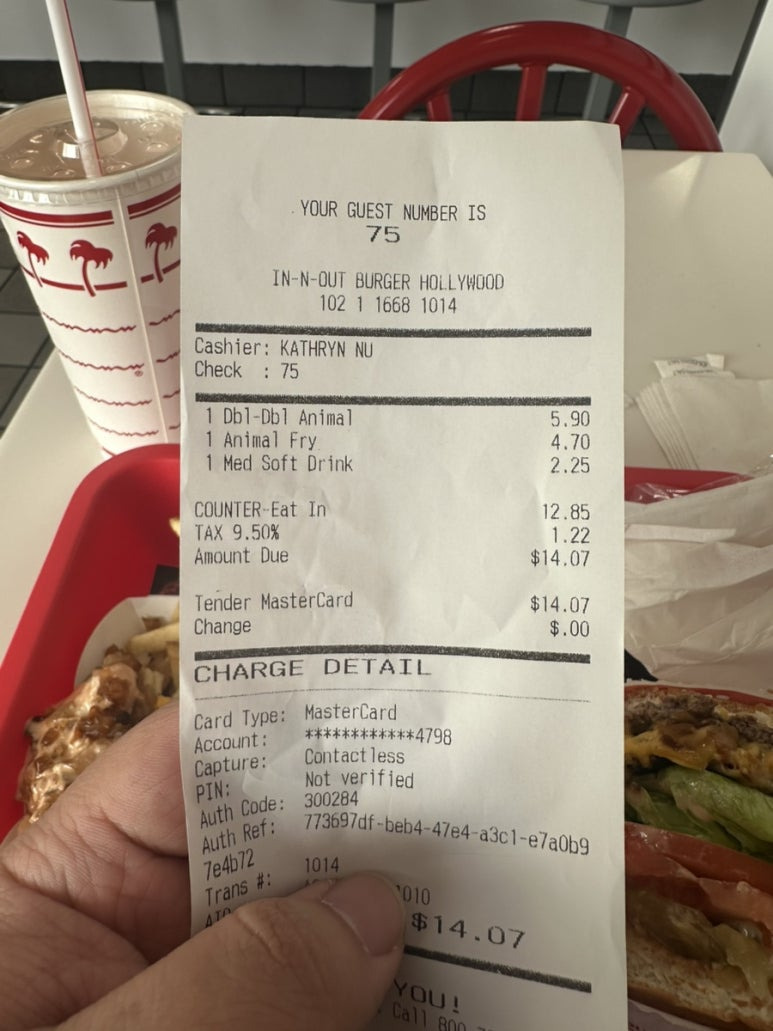 YOUR GUEST NUMBER IS
75
IN-N-OUT BURGER HOLLYWOOD
102 1 1668 1014
Cashier: KATHRYN NU
Check : 75
1 Dbl-Dbl Animal 5.90
1 Animal Fry 4.70
1 Med Soft Drink 2.25
COUNTER-Eat In 12.85
TAX 9.50% 1.22
Amount Due $14.07
Tender MasterCard $14.07
Change $.00
CHARGE DETAIL
Card Type: MasterCard
Account: ************4798
Capture: Contactless
PIN: Not verified
Auth Code: 300284
Auth Ref: 773697df-beb4-47e4-a3c1-e7a0b9
7e4b72
Trans #: 1014
1010
$14.07
YOU!
Call 800